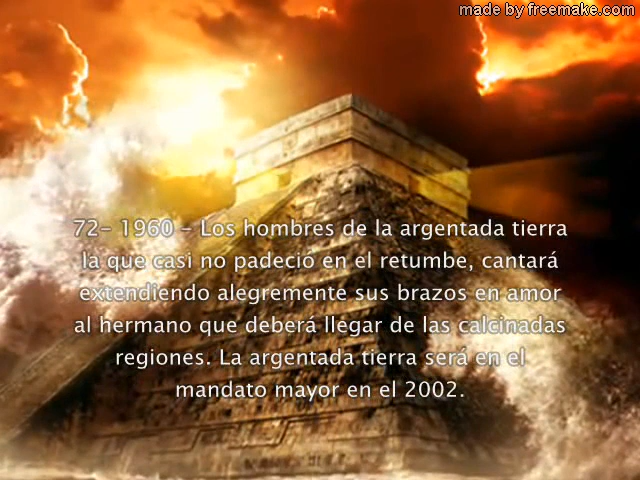 made by freemake.com
72- 1960 - Los hombres de la argentada tierra
la que casi no padeció en el retumbe, cantará
extendiendo alegremente sus brazos en amor
al hermano que deberá llegar de las calcinadas
regiones. La argentada tierra será en el
mandato mayor en el 2002.